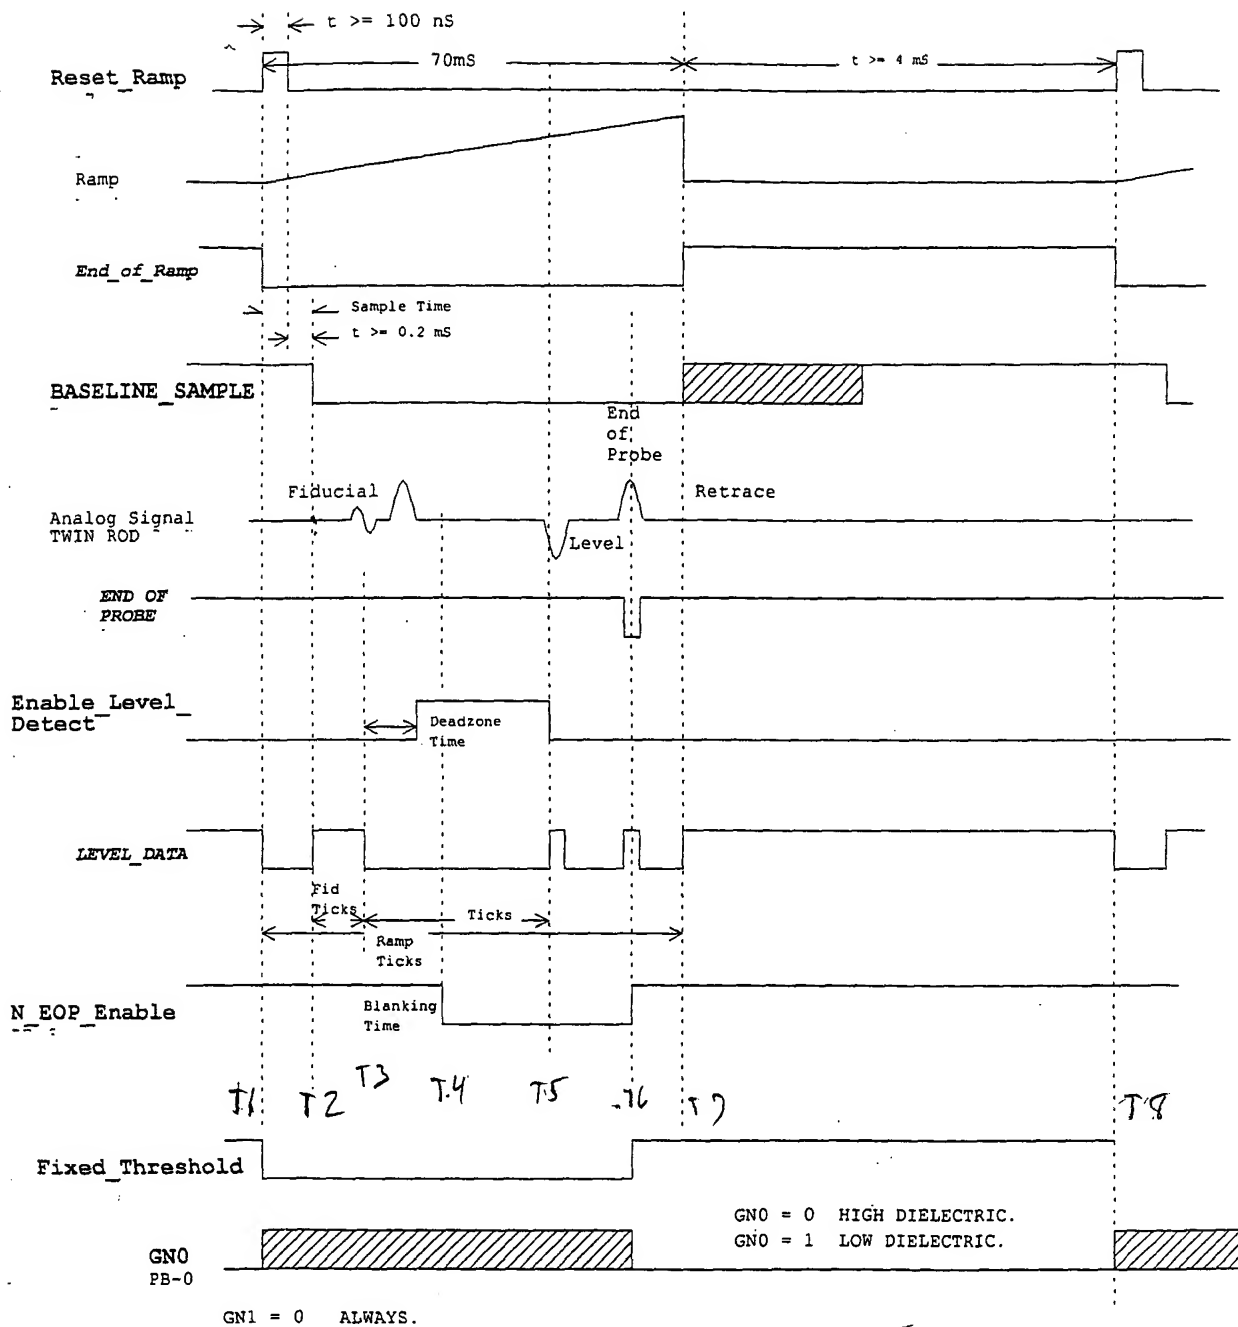 t >= 100 nS
Reset_Ramp
70mS
t >= 4 mS
Ramp
End_of_Ramp
Sample Time
t >= 0.2 mS
BASELINE_SAMPLE
End
of
Probe
Fiducial
Retrace
Analog Signal
TWIN ROD
Level
END OF
PROBE
Enable_Level_
Detect
Deadzone
Time
LEVEL_DATA
Fid
Ticks
Ticks
Ramp
Ticks
N_EOP_Enable
Blanking
Time
T1
T2
T3
T4
T5
T6
T7
T8
Fixed_Threshold
GN0 = 0 HIGH DIELECTRIC.
GN0 = 1 LOW DIELECTRIC.
GN0
PB-0
GN1 = 0 ALWAYS.